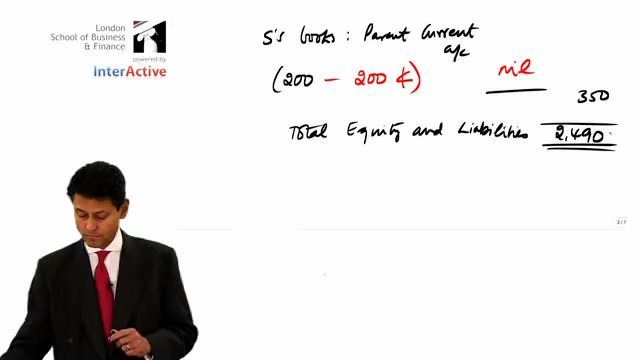 London
School of Business
& Finance
powered by
InterActive
S's books : Parent Current
a/c
(200 – 200 ₭) nil
350
Total Equity and Liabilities 2,490
2/7